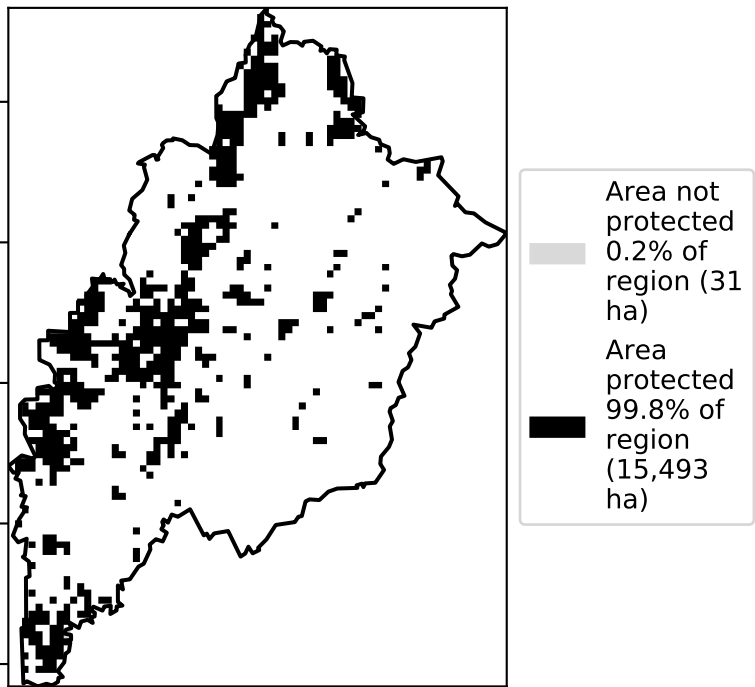 Area not
protected
0.2% of
region (31
ha)
Area
protected
99.8% of
region
(15,493
ha)